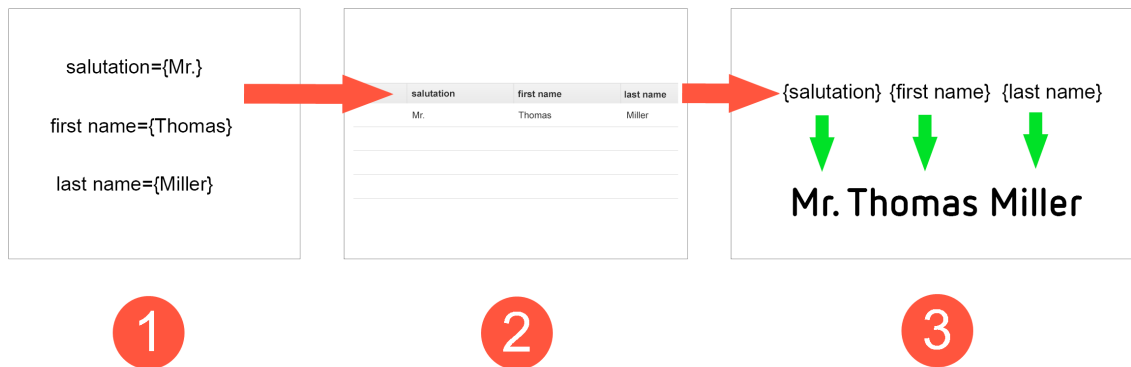 salutation={Mr.}
first name={Thomas}
last name={Miller}
salutation first name last name
Mr. Thomas Miller
{salutation} {first name} {last name}
Mr. Thomas Miller
1
2
3